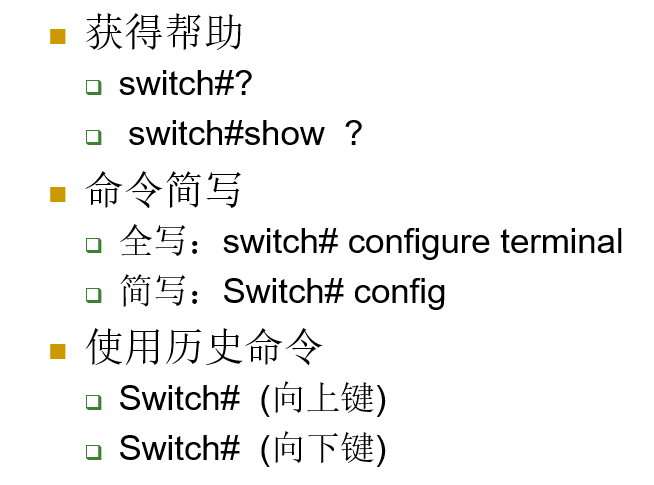 获得帮助
switch#?
switch#show ?
命令简写
全写：switch# configure terminal
简写：Switch# config
使用历史命令
Switch# (向上键)
Switch# (向下键)